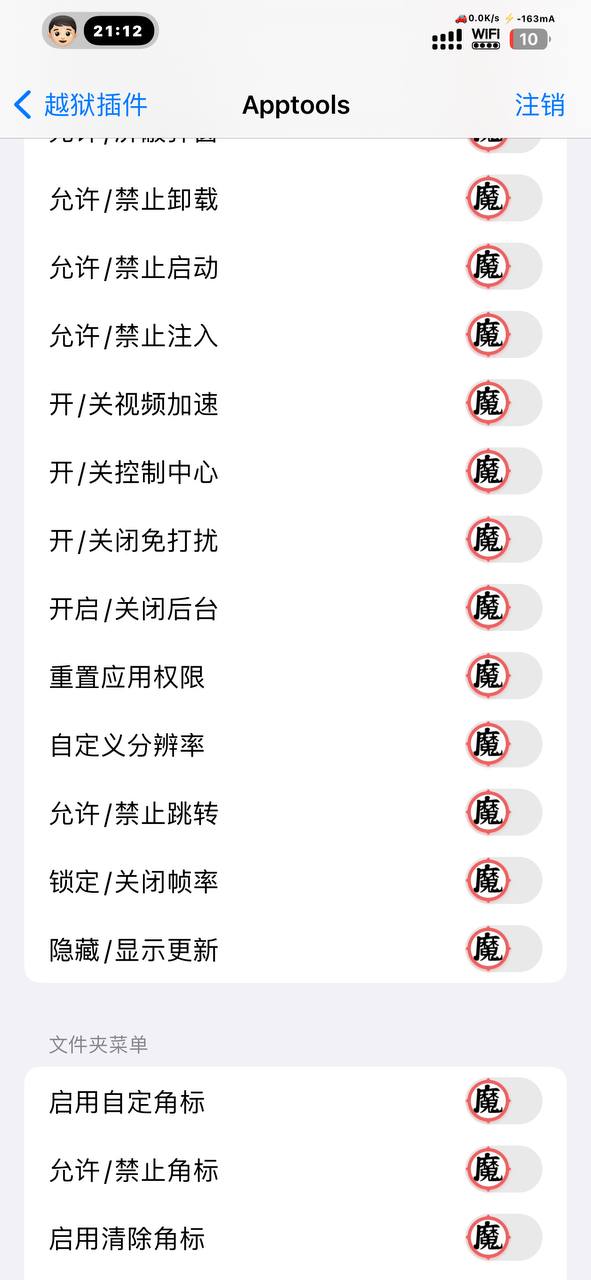 21:12
🚗0.0K/s ⚡-163mA
WiFi
10
越狱插件
Apptools
注销
允许/禁止卸载
魔
允许/禁止启动
魔
允许/禁止注入
魔
开/关视频加速
魔
开/关控制中心
魔
开/关闭免打扰
魔
开启/关闭后台
魔
重置应用权限
魔
自定义分辨率
魔
允许/禁止跳转
魔
锁定/关闭帧率
魔
隐藏/显示更新
魔
文件夹菜单
启用自定角标
魔
允许/禁止角标
魔
启用清除角标
魔